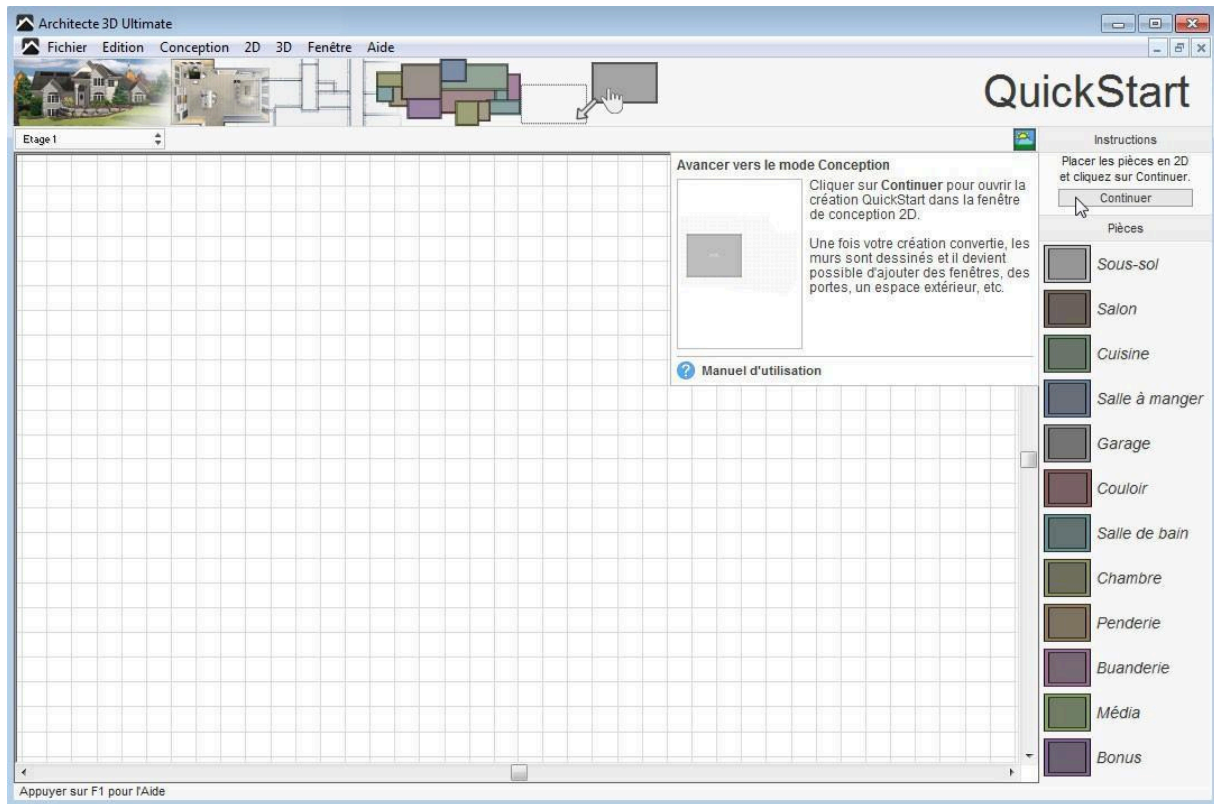 Architecte 3D Ultimate
Fichier Edition Conception 2D 3D Fenêtre Aide
QuickStart
Etage 1
Instructions
Placer les pièces en 2D
et cliquez sur Continuer.
Continuer
Pièces
Avancer vers le mode Conception
Cliquer sur Continuer pour ouvrir la
création QuickStart dans la fenêtre
de conception 2D.
Une fois votre création convertie, les
murs sont dessinés et il devient
possible d'ajouter des fenêtres, des
portes, un espace extérieur, etc.
Manuel d'utilisation
Sous-sol
Salon
Cuisine
Salle à manger
Garage
Couloir
Salle de bain
Chambre
Penderie
Buanderie
Média
Bonus
Appuyer sur F1 pour l'Aide